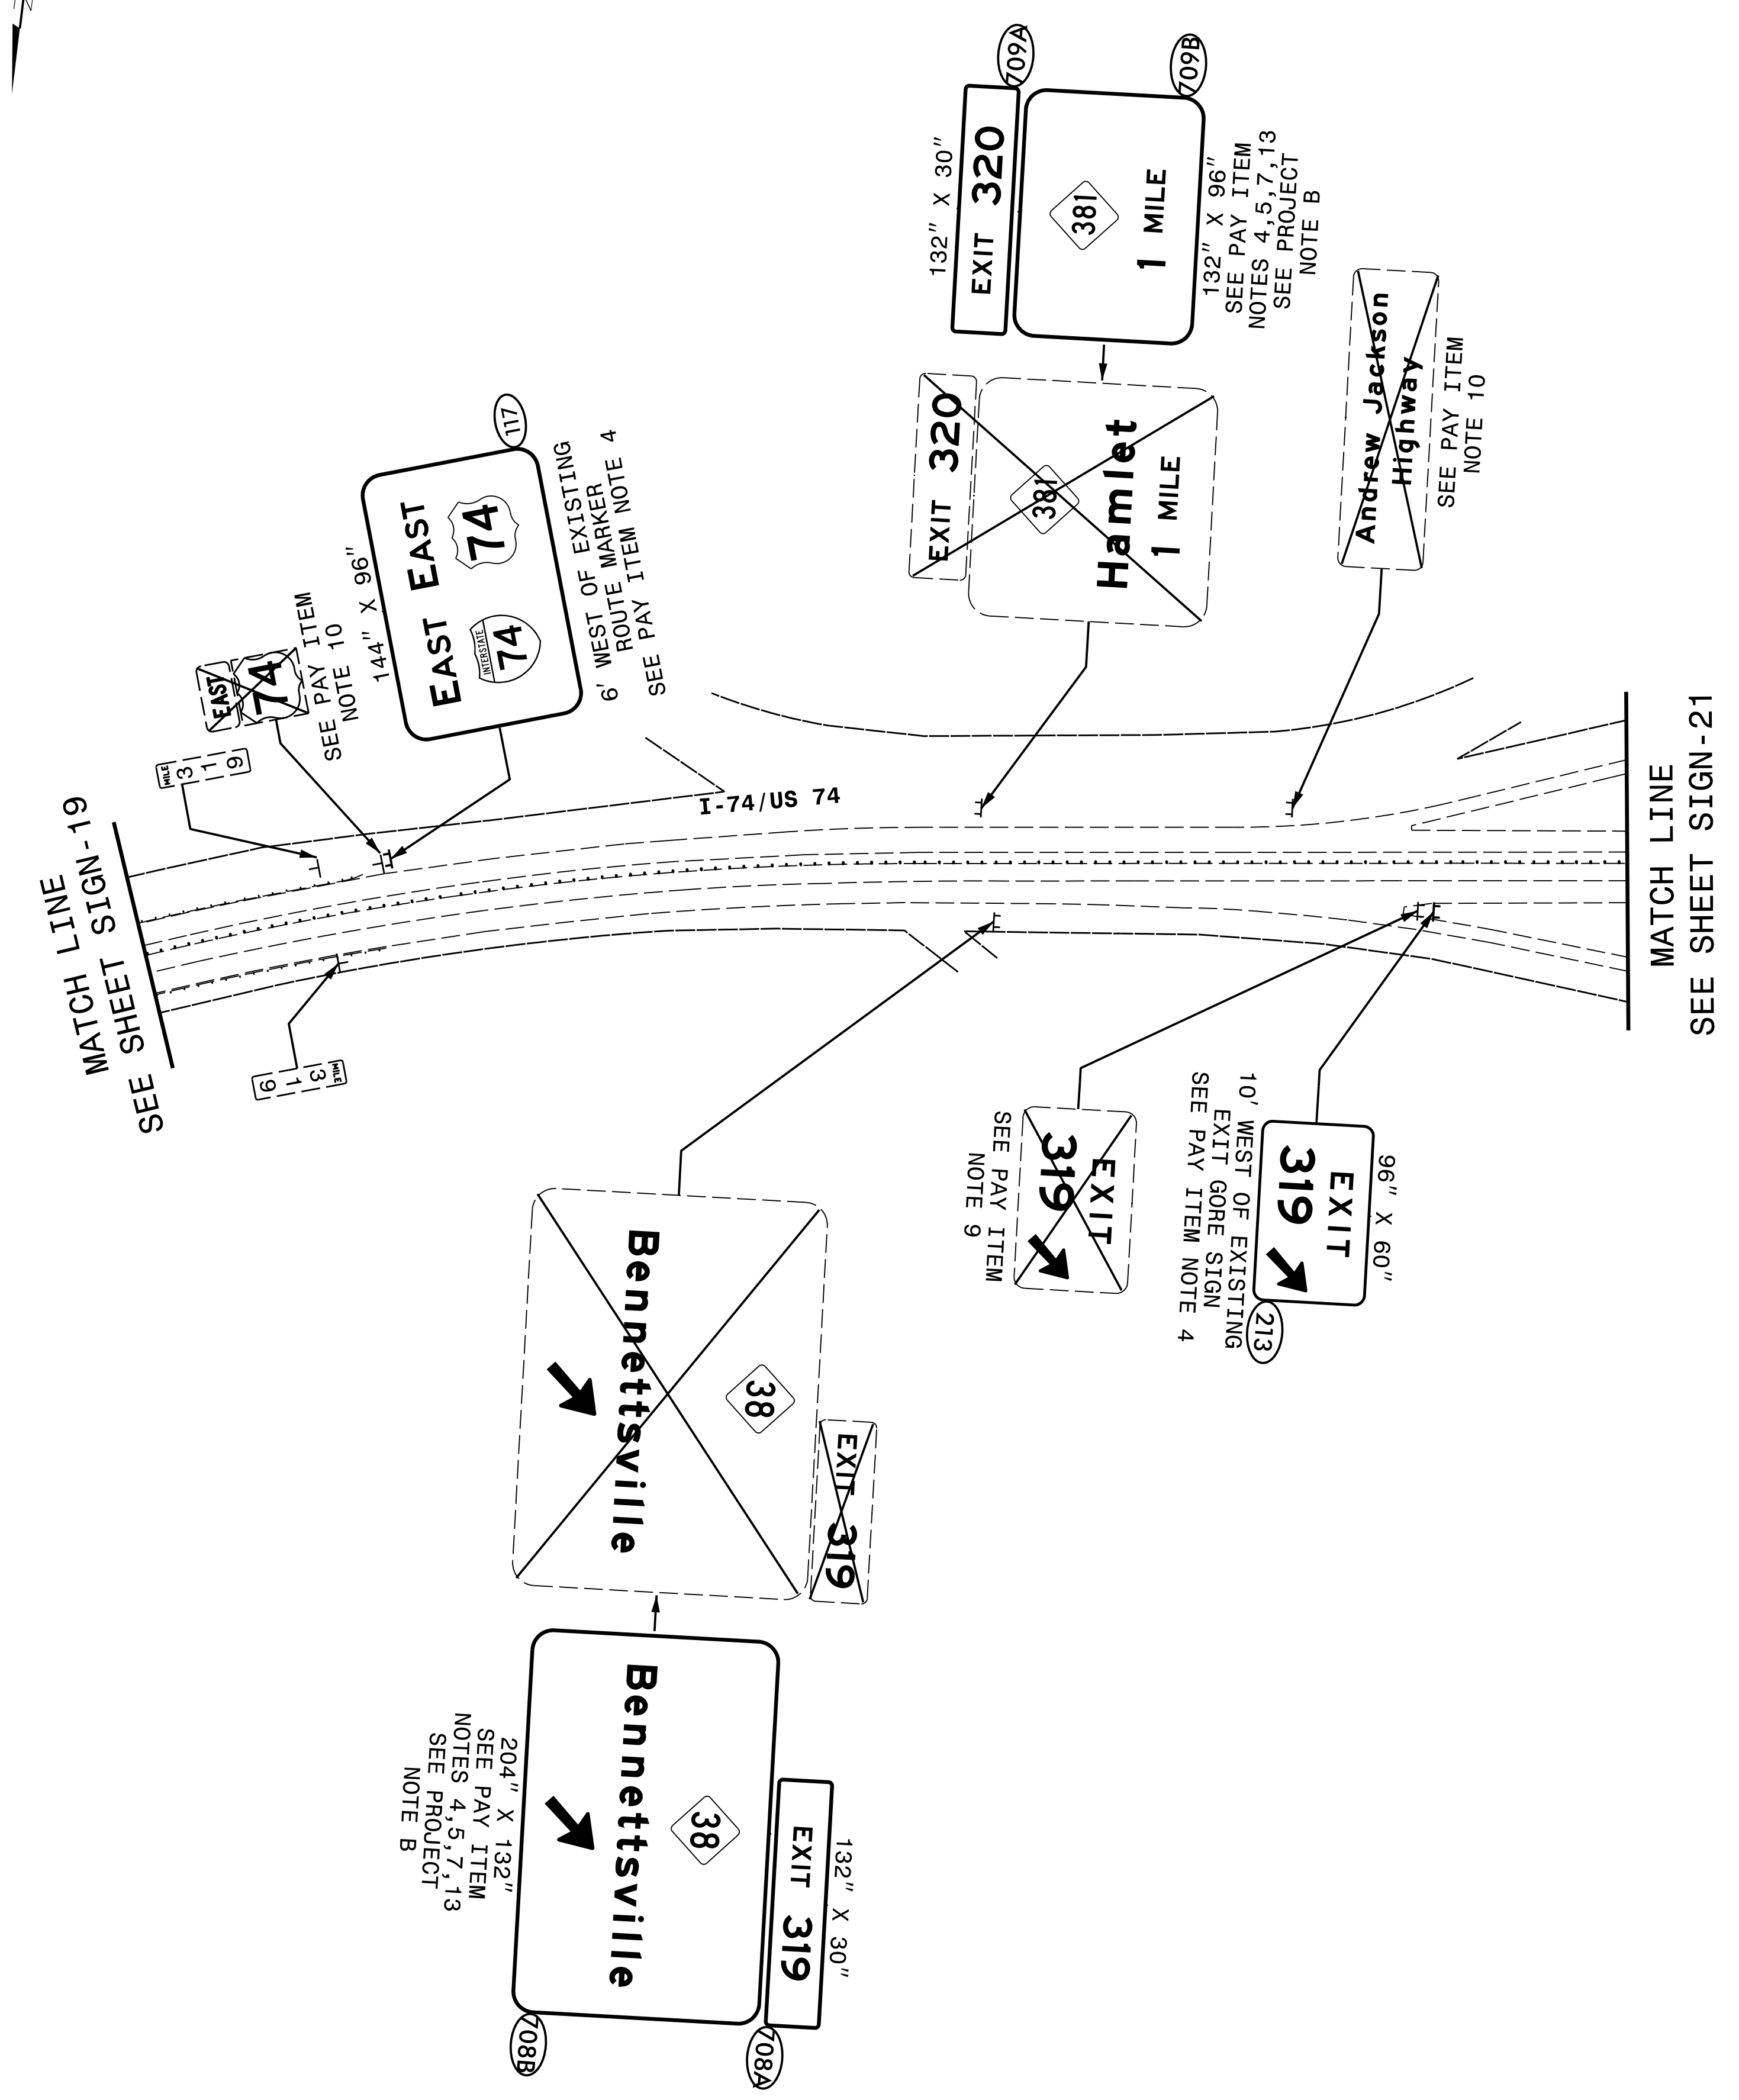 N
709A
709B
132" X 30"
EXIT 320
381
1 MILE
132" X 96"
SEE PAY ITEM
NOTES 4,5,7,13
SEE PROJECT
NOTE B
EXIT 320
381
Hamlet
1 MILE
Andrew Jackson
Highway
SEE PAY ITEM
NOTE 10
117
144" X 96"
EAST EAST
INTERSTATE
74
74
6' WEST OF EXISTING
ROUTE MARKER
SEE PAY ITEM NOTE 4
EAST
74
SEE PAY ITEM
NOTE 10
MILE
3
1
9
I-74/US 74
MATCH LINE
SEE SHEET SIGN-19
MATCH LINE
SEE SHEET SIGN-21
MILE
3
1
9
EXIT
319
SEE PAY ITEM
NOTE 9
96" X 60"
EXIT
319
213
10' WEST OF EXISTING
EXIT GORE SIGN
SEE PAY ITEM NOTE 4
EXIT 319
38
Bennettsville
132" X 30"
EXIT 319
38
Bennettsville
204" X 132"
SEE PAY ITEM
NOTES 4,5,7,13
SEE PROJECT
NOTE B
708B
708A